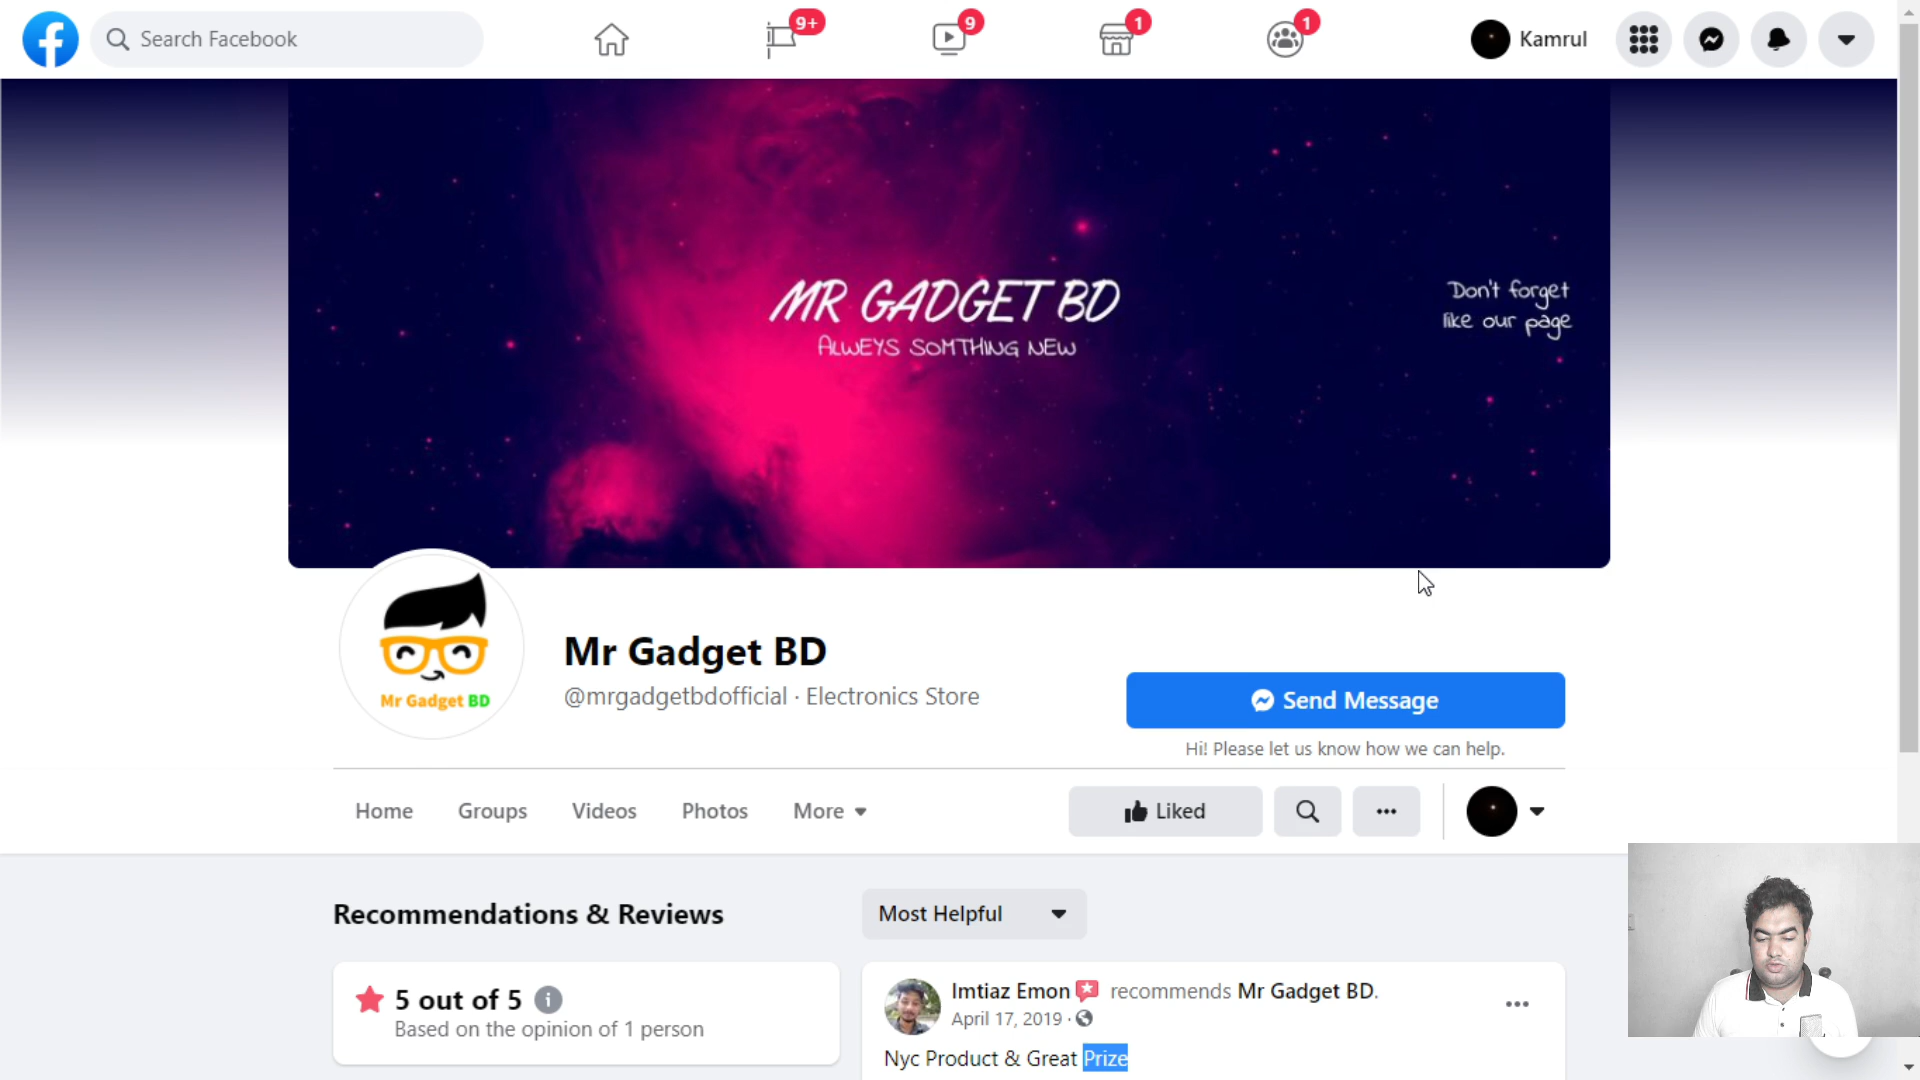 Search Facebook
9+
9
1
1
Kamrul
MR GADGET BD
ALWEYS SOMTHING NEW
Don't forget
like our page
Mr Gadget BD
Mr Gadget BD
@mrgadgetbdofficial · Electronics Store
Send Message
Hi! Please let us know how we can help.
Home
Groups
Videos
Photos
More
Liked
Recommendations & Reviews
Most Helpful
5 out of 5
Based on the opinion of 1 person
Imtiaz Emon recommends Mr Gadget BD.
April 17, 2019 ·
Nyc Product & Great Prize